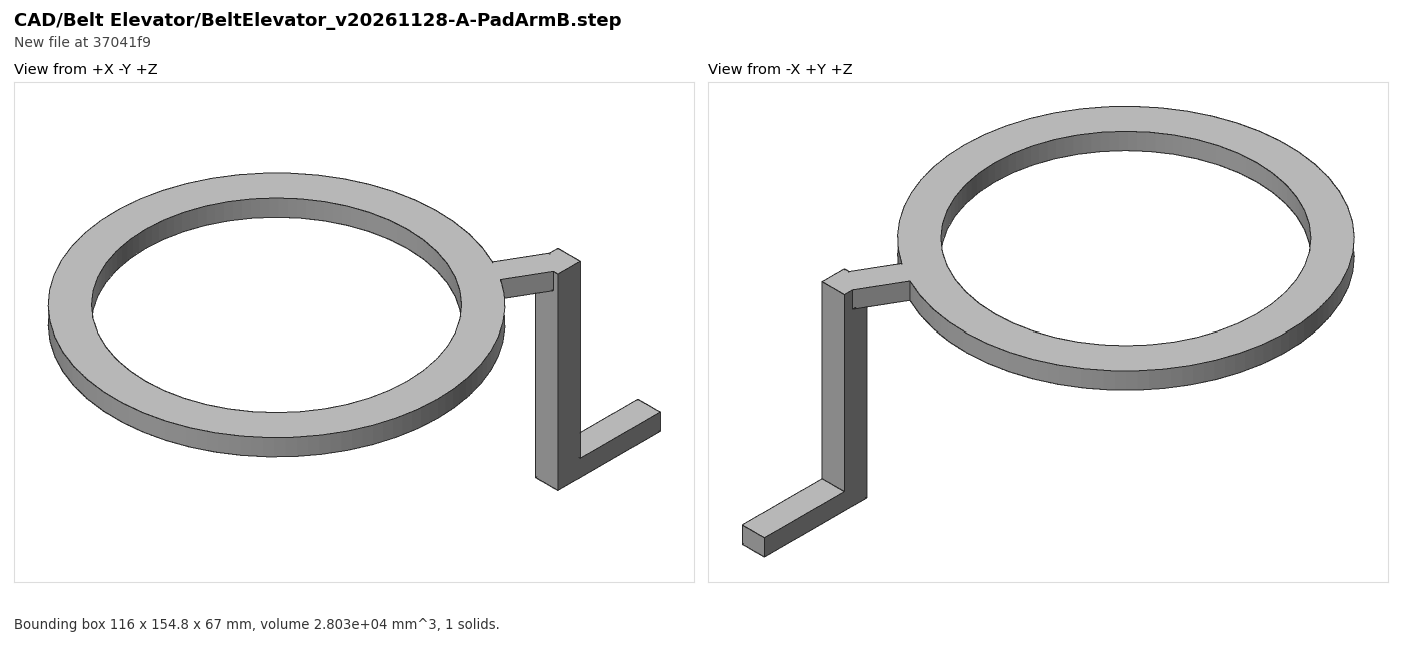 CAD/Belt Elevator/BeltElevator_v20261128-A-PadArmB.step
New file at 37041f9
View from +X -Y +Z
View from -X +Y +Z
Bounding box 116 x 154.8 x 67 mm, volume 2.803e+04 mm^3, 1 solids.